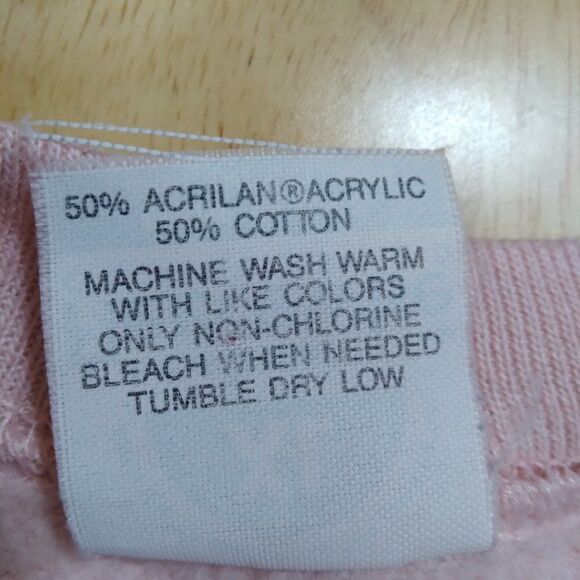 50% ACRILAN®ACRYLIC
50% COTTON
MACHINE WASH WARM
WITH LIKE COLORS
ONLY NON-CHLORINE
BLEACH WHEN NEEDED
TUMBLE DRY LOW